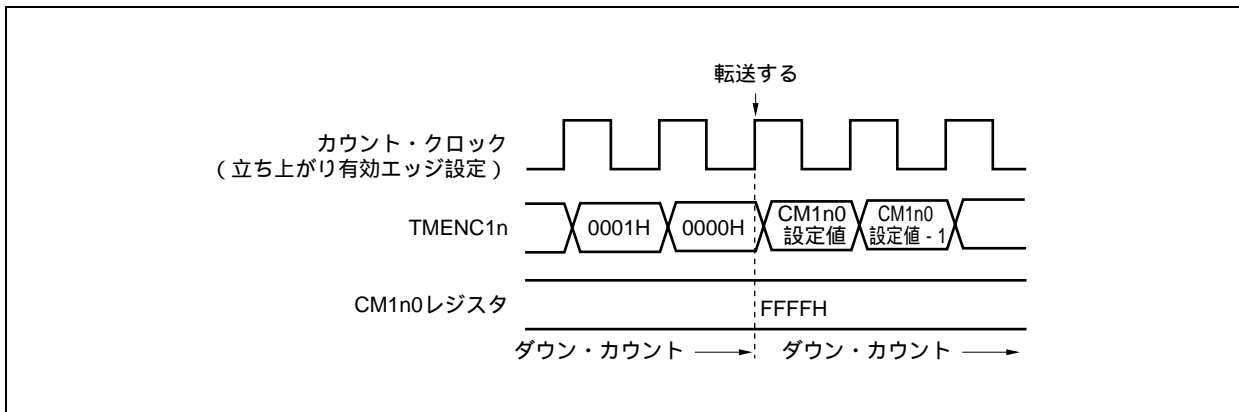 転送する
カウント・クロック
（立ち上がり有効エッジ設定）
TMENC1n
0001H
0000H
CM1n0
設定値
CM1n0
設定値 - 1
CM1n0レジスタ
FFFFH
ダウン・カウント
ダウン・カウント